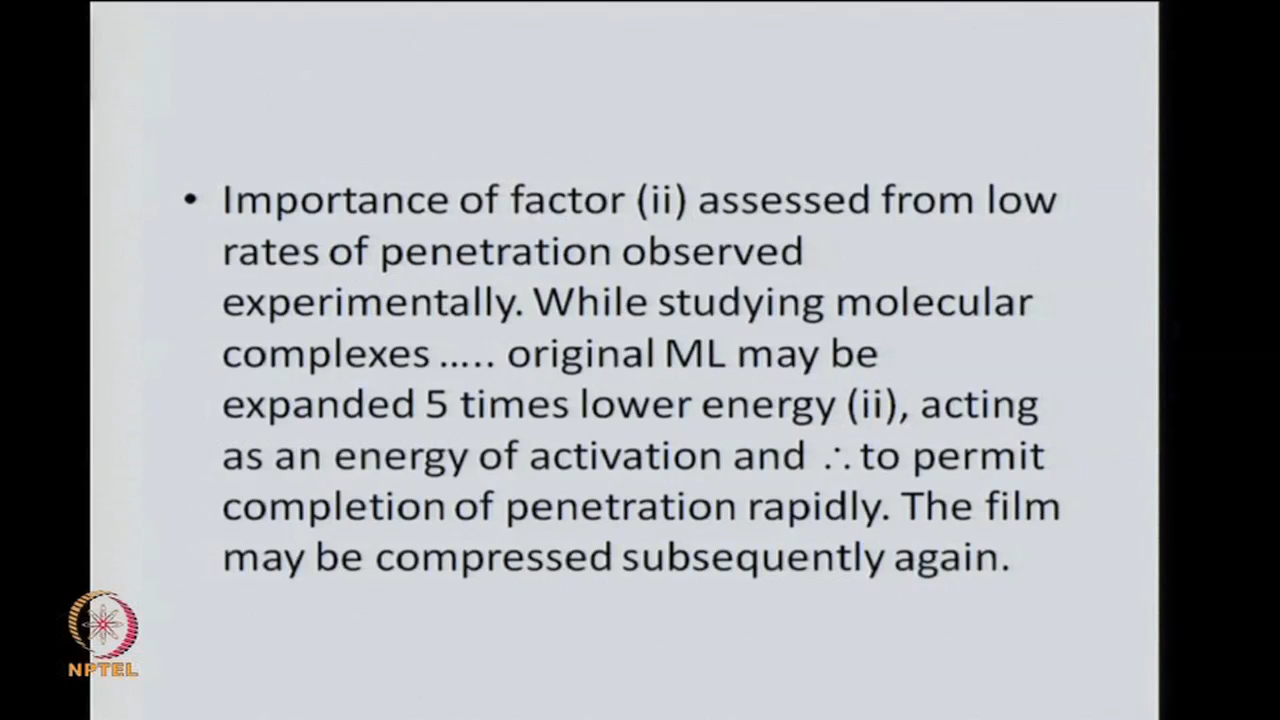 • Importance of factor (ii) assessed from low
rates of penetration observed
experimentally. While studying molecular
complexes ..... original ML may be
expanded 5 times lower energy (ii), acting
as an energy of activation and ∴ to permit
completion of penetration rapidly. The film
may be compressed subsequently again.
NPTEL